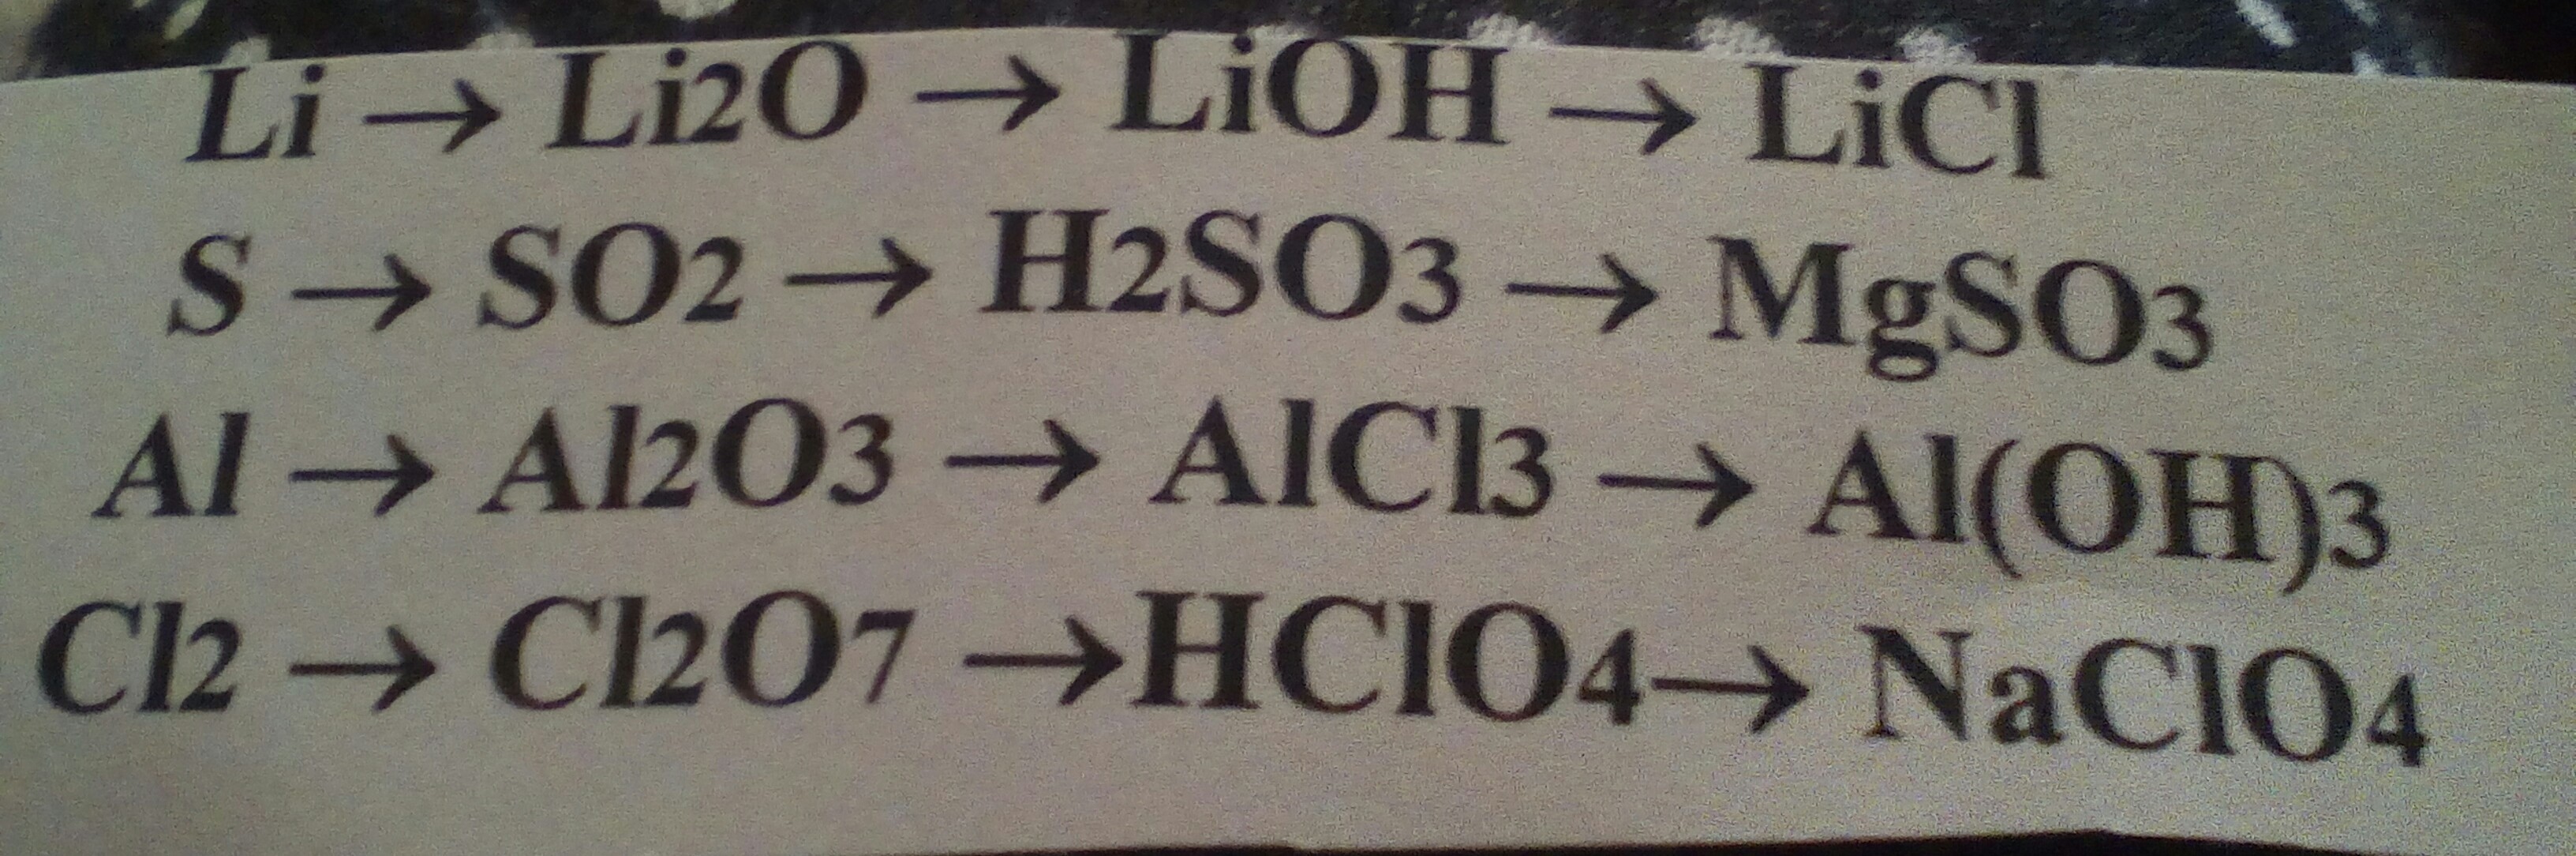 Li → Li2O → LiOH → LiCl
S → SO2 → H2SO3 → MgSO3
Al → Al2O3 → AlCl3 → Al(OH)3
Cl2 → Cl2O7 →HClO4→ NaClO4